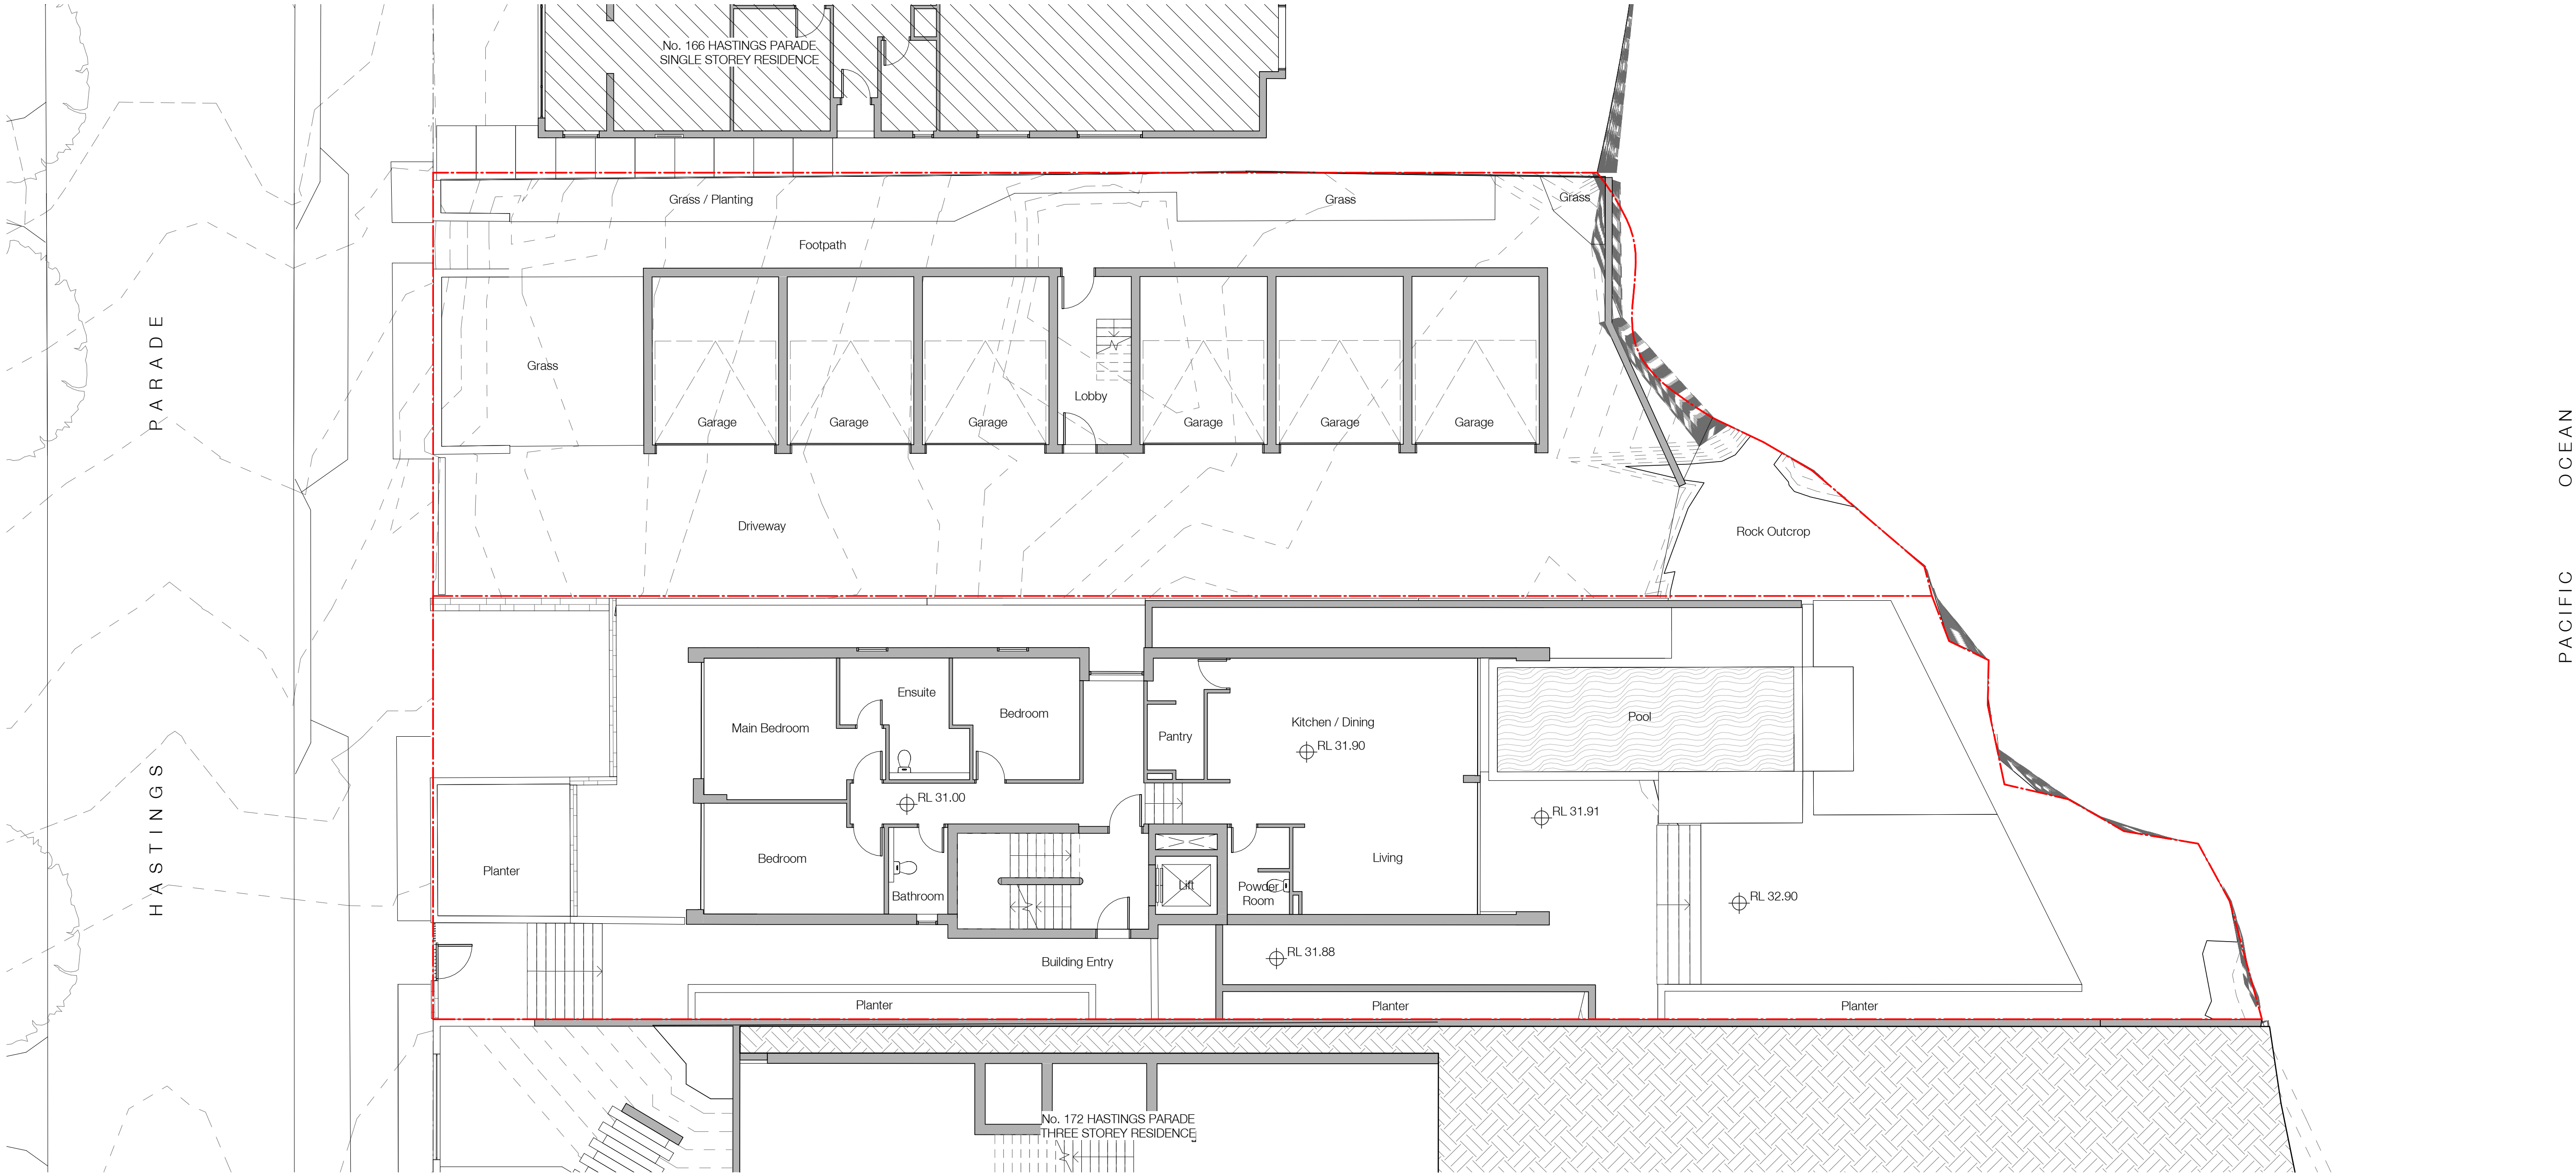 No. 166 HASTINGS PARADE
SINGLE STOREY RESIDENCE
Grass / Planting
Grass
Grass
Footpath
Grass
Garage
Garage
Garage
Lobby
Garage
Garage
Garage
Driveway
Rock Outcrop
HASTINGS PARADE
PACIFIC OCEAN
Main Bedroom
Ensuite
Bedroom
Pantry
Kitchen / Dining
RL 31.90
Pool
RL 31.00
RL 31.91
Planter
Bedroom
Bathroom
Lift
Powder
Room
Living
RL 32.90
RL 31.88
Building Entry
Planter
Planter
Planter
No. 172 HASTINGS PARADE
THREE STOREY RESIDENCE